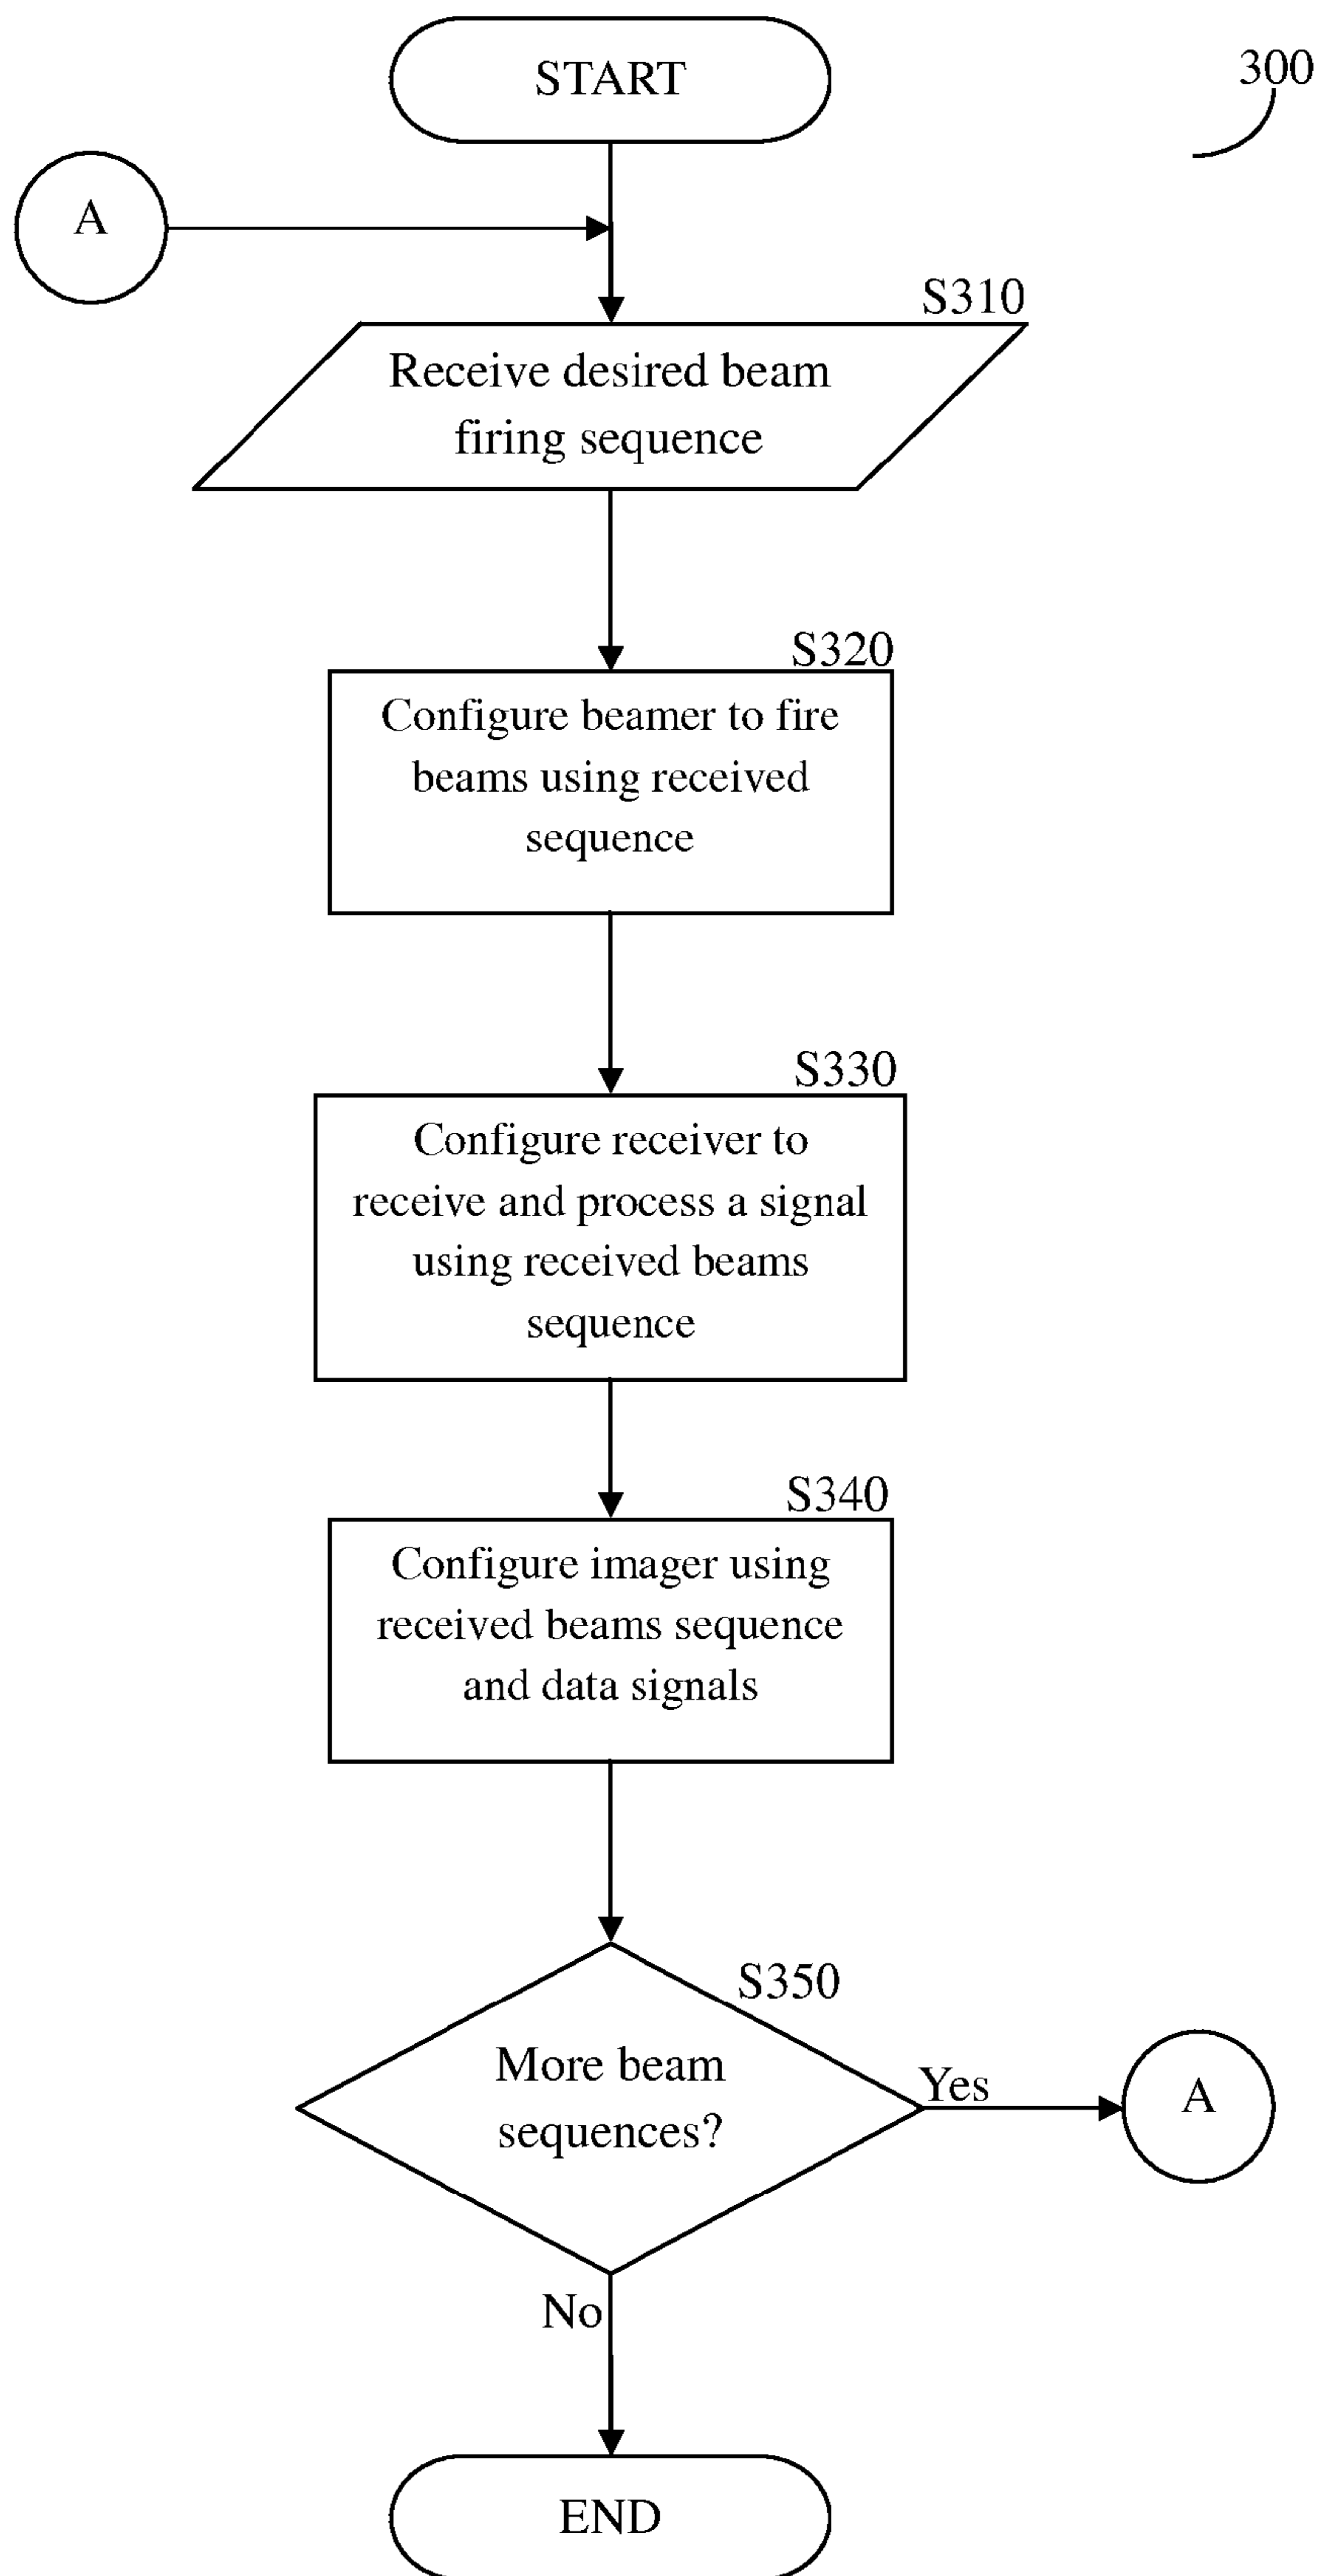 START
300
A
S310
Receive desired beam
firing sequence
S320
Configure beamer to fire
beams using received
sequence
S330
Configure receiver to
receive and process a signal
using received beams
sequence
S340
Configure imager using
received beams sequence
and data signals
S350
More beam
sequences?
Yes
A
No
END